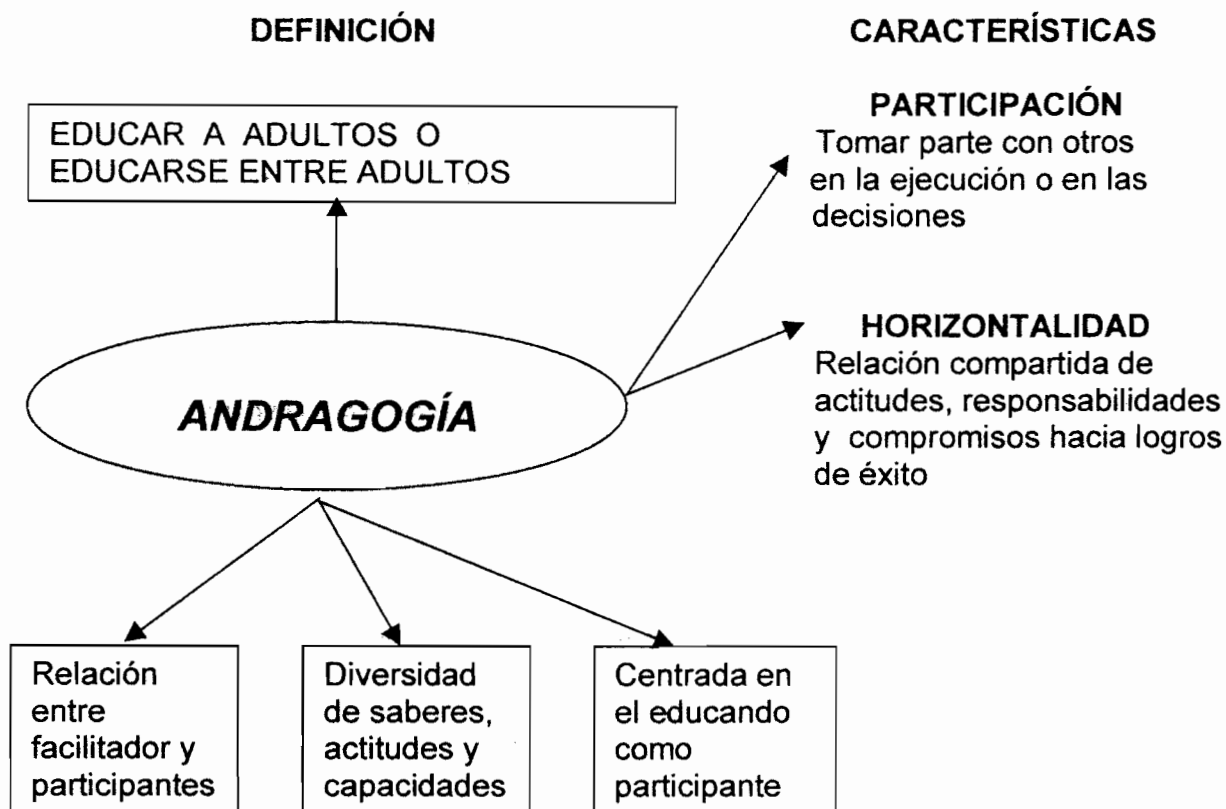 DEFINICIÓN
EDUCAR A ADULTOS O
EDUCARSE ENTRE ADULTOS
CARACTERÍSTICAS
PARTICIPACIÓN
Tomar parte con otros
en la ejecución o en las
decisiones
HORIZONTALIDAD
Relación compartida de
actitudes, responsabilidades
y compromisos hacia logros
de éxito
ANDRAGOGÍA
Relación
entre
facilitador y
participantes
Diversidad
de saberes,
actitudes y
capacidades
Centrada en
el educando
como
participante